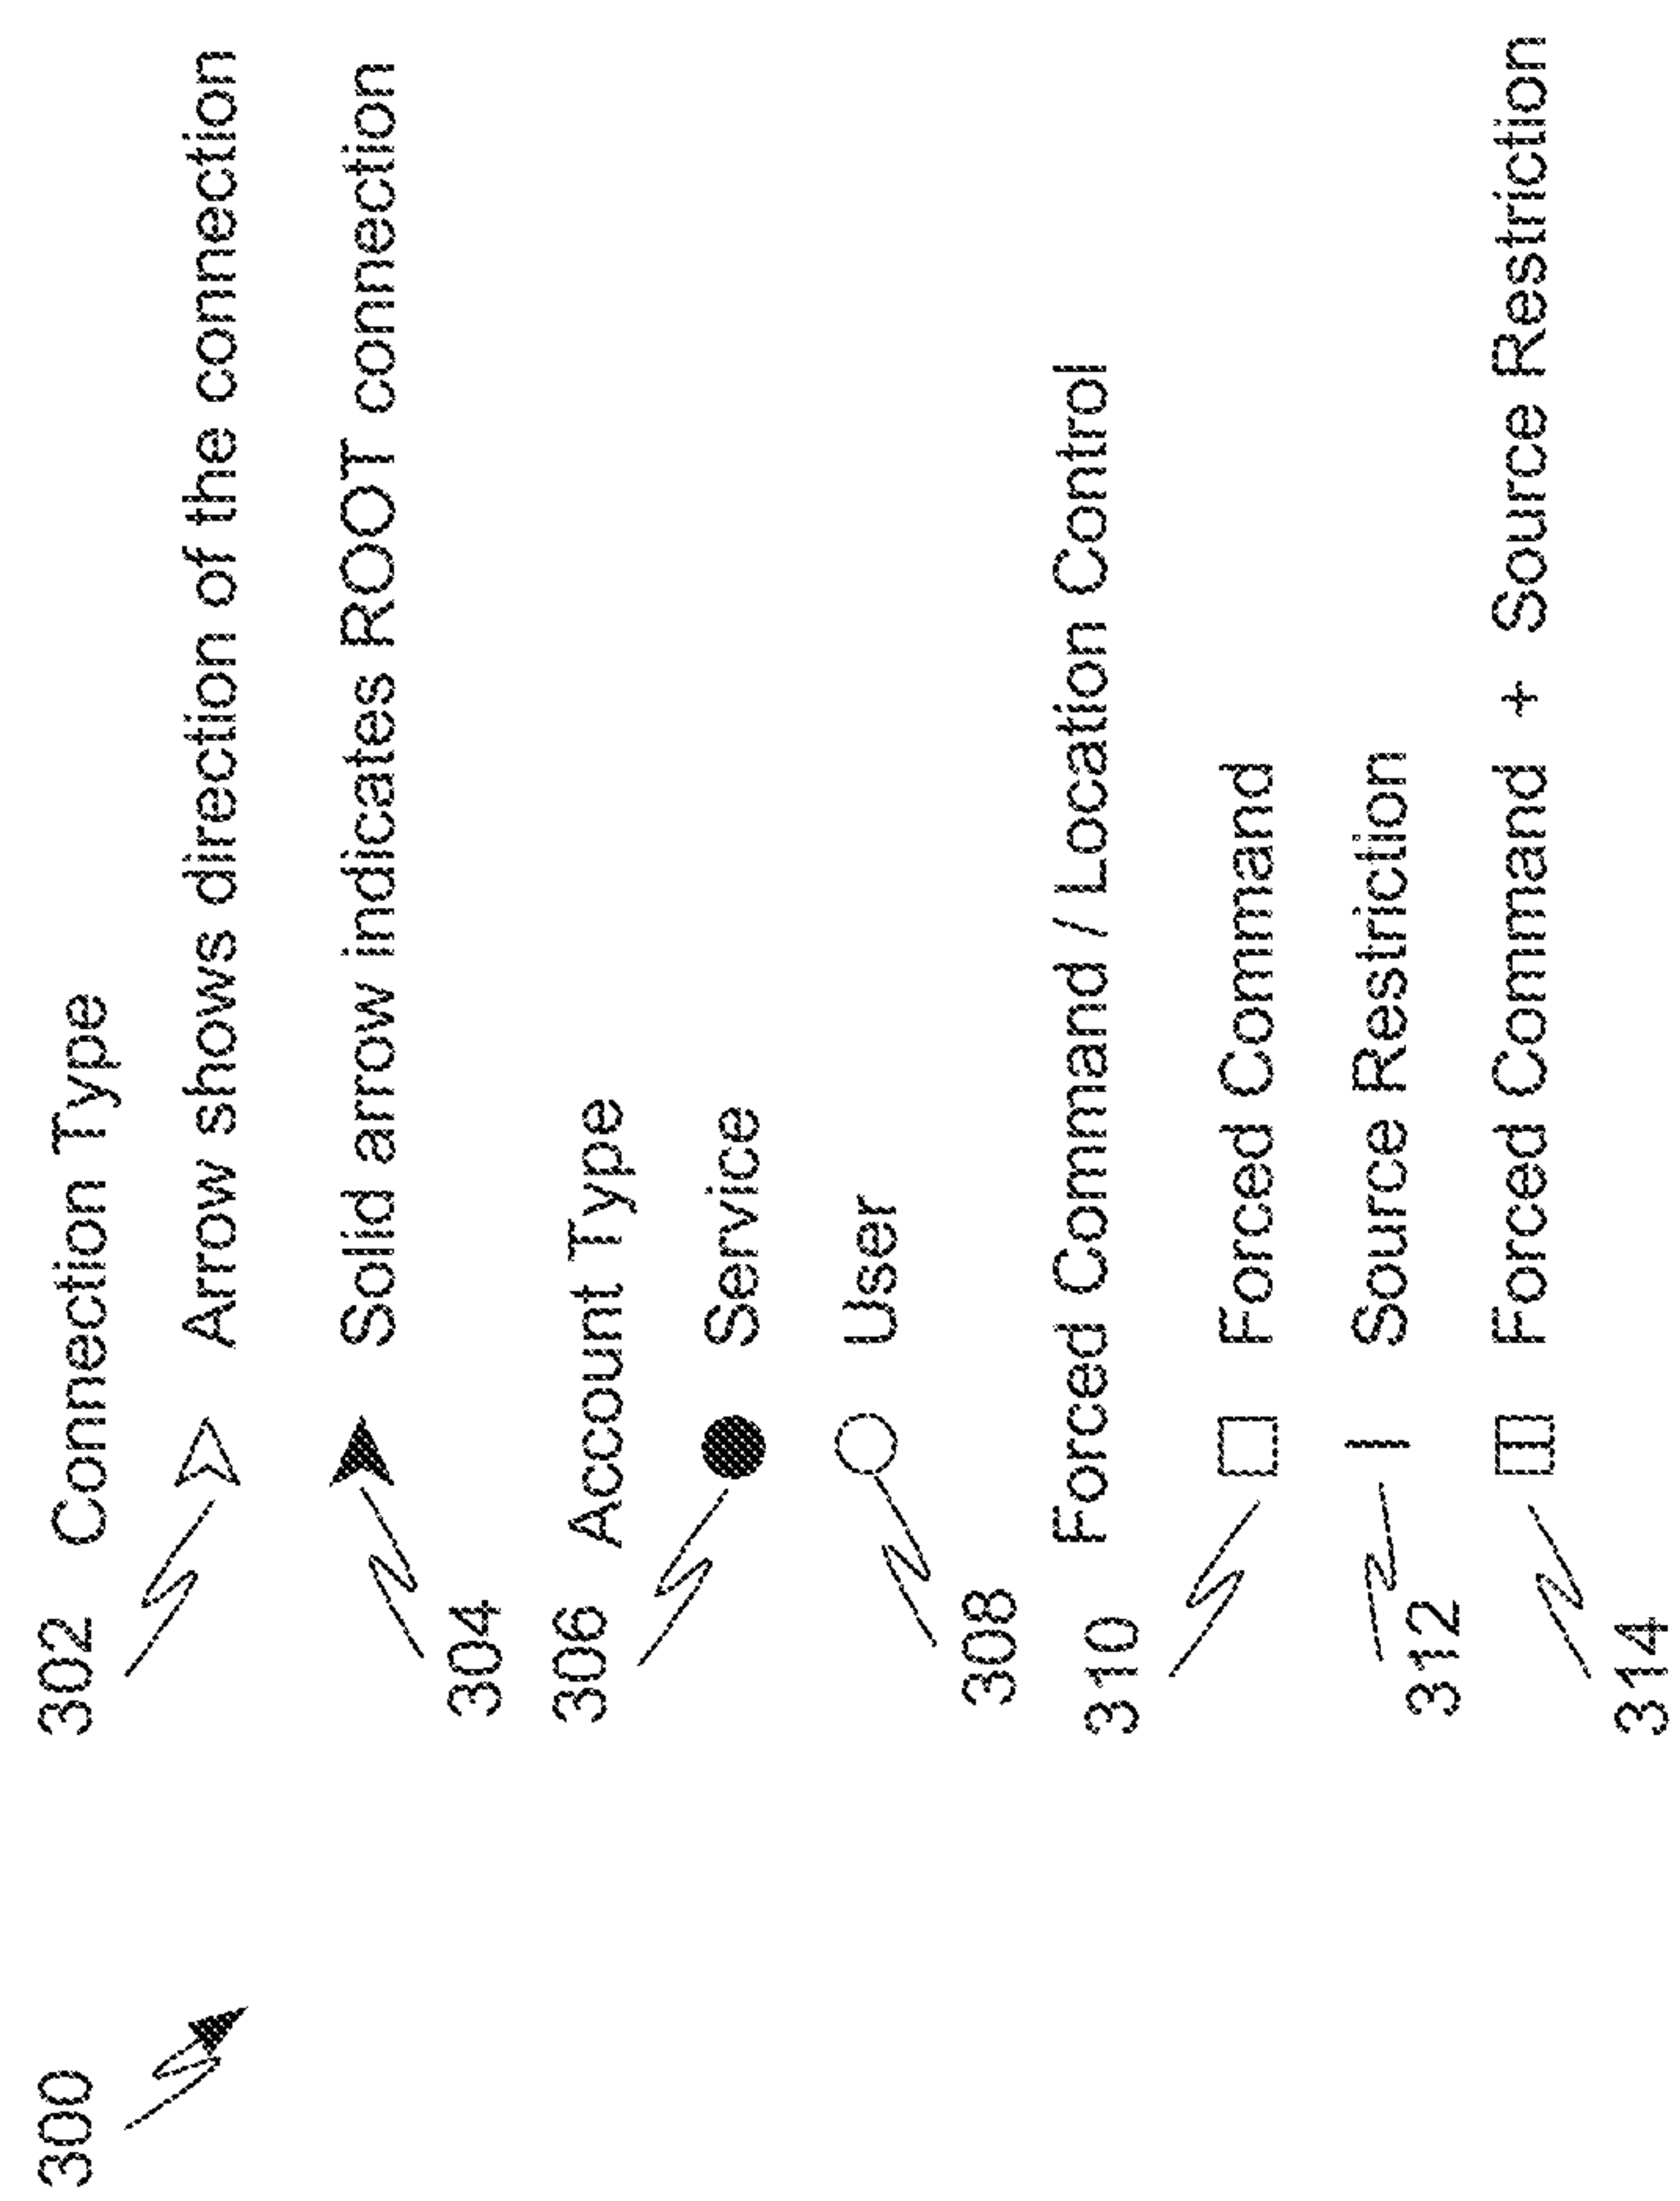 300
302
Connection Type
Arrow shows direction of the connection
304
Solid arrow indicates ROOT connection
306
Account Type
Service
308
User
310
Forced Command / Location Control
Forced Command
312
Source Restriction
314
Forced Command + Source Restriction